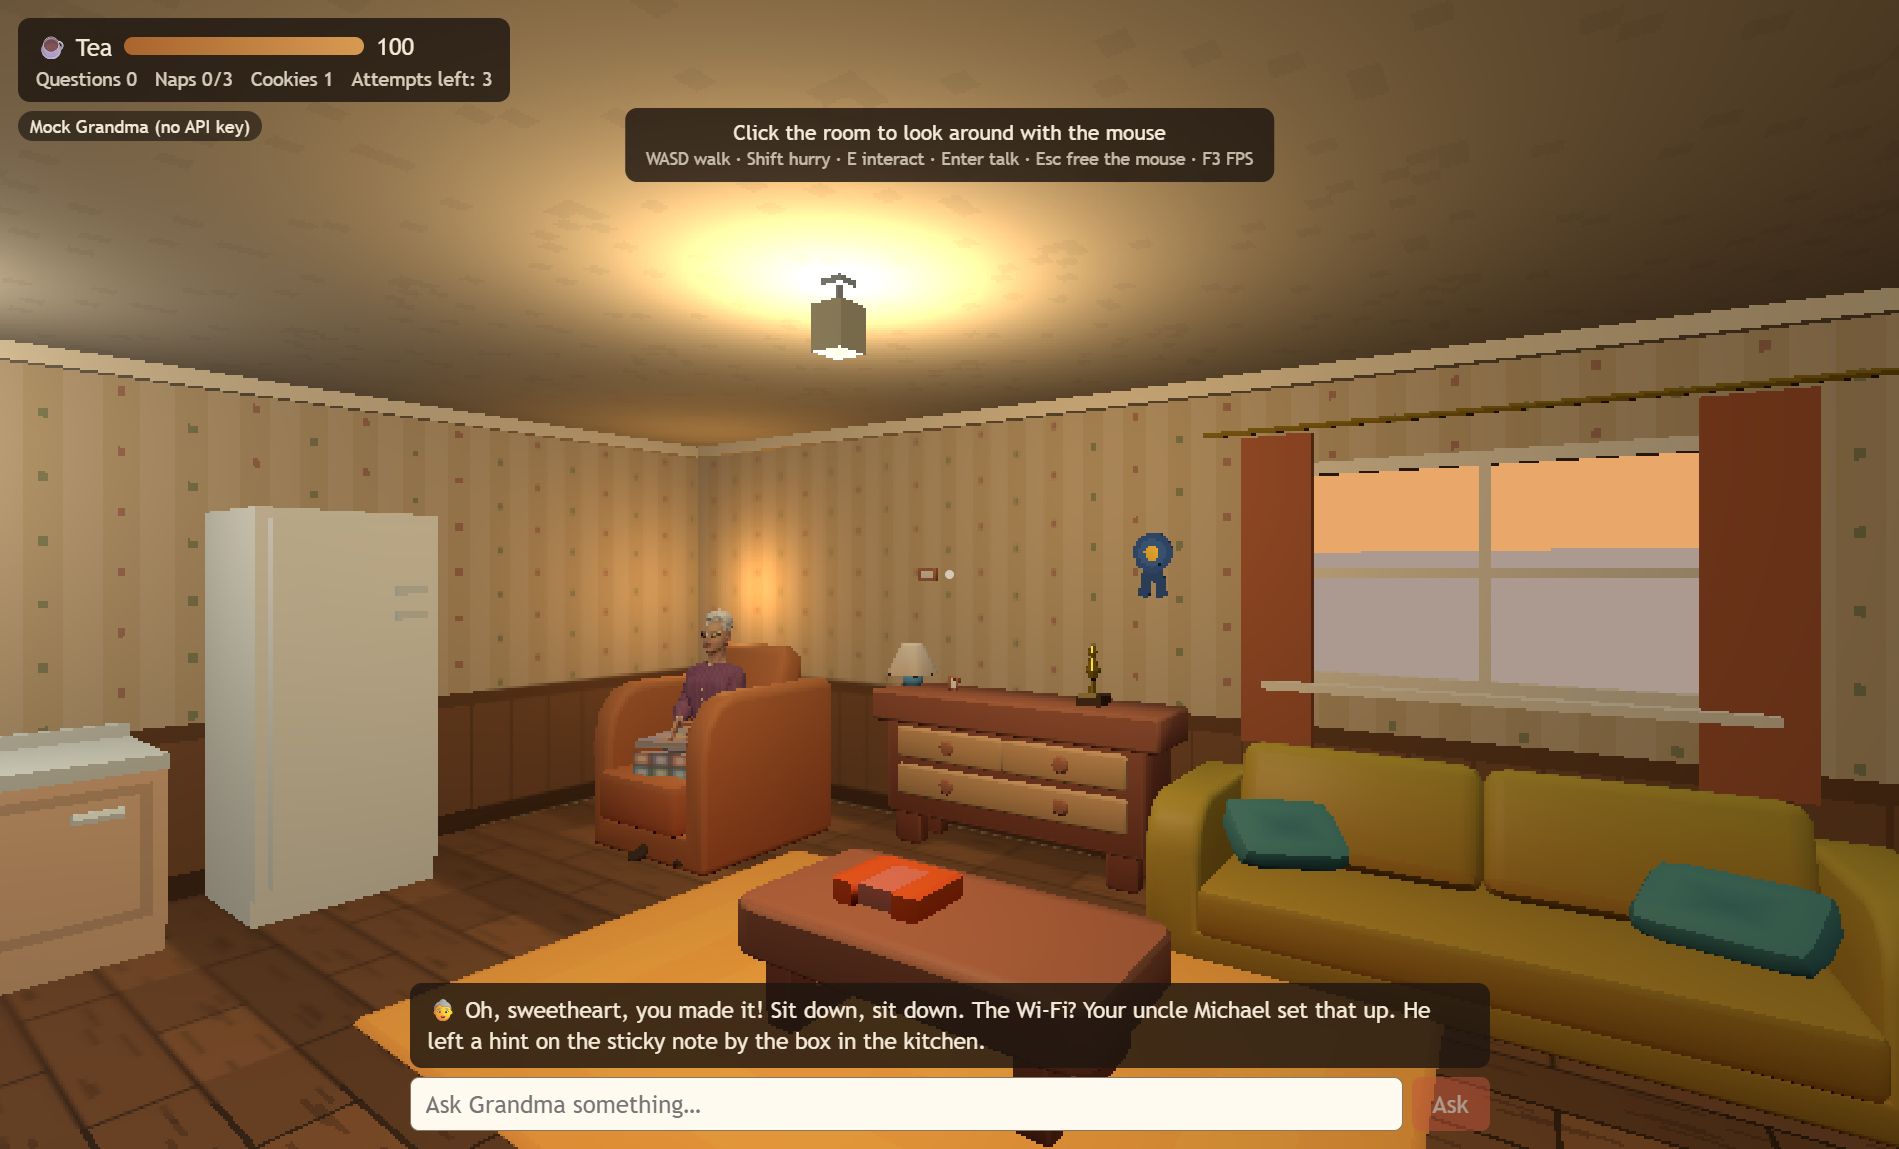 Tea 100
Questions 0 Naps 0/3 Cookies 1 Attempts left: 3
Mock Grandma (no API key)
Click the room to look around with the mouse
WASD walk · Shift hurry · E interact · Enter talk · Esc free the mouse · F3 FPS
Oh, sweetheart, you made it! Sit down, sit down. The Wi-Fi? Your uncle Michael set that up. He
left a hint on the sticky note by the box in the kitchen.
Ask Grandma something... Ask